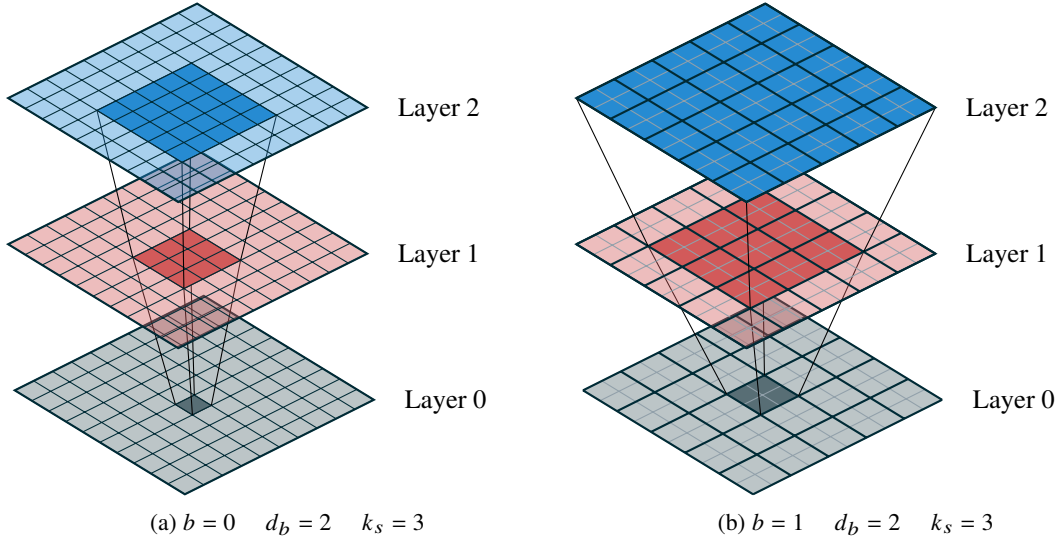 Layer 2
Layer 1
Layer 0
(a) b = 0 d_b = 2 k_s = 3
Layer 2
Layer 1
Layer 0
(b) b = 1 d_b = 2 k_s = 3